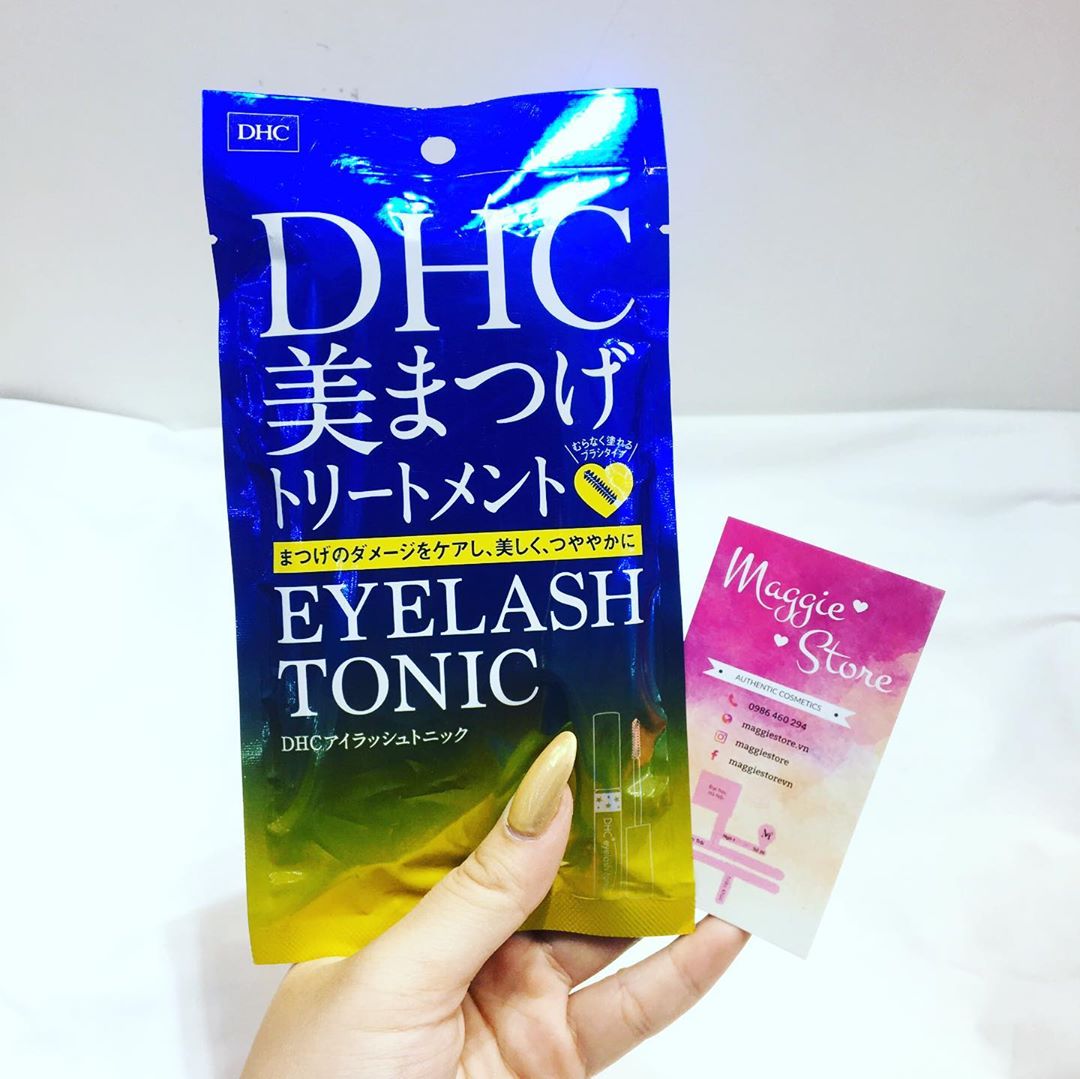 DHC
DHC
美まつげ
むらなく塗れる
ブラシタイプ
トリートメント
まつげのダメージをケアし、美しく、つややかに
EYELASH
TONIC
DHCアイラッシュトニック
DHC eyelash
Maggie
Store
AUTHENTIC COSMETICS
0986 460 294
maggiestore.vn
maggiestore
maggiestorevn
M